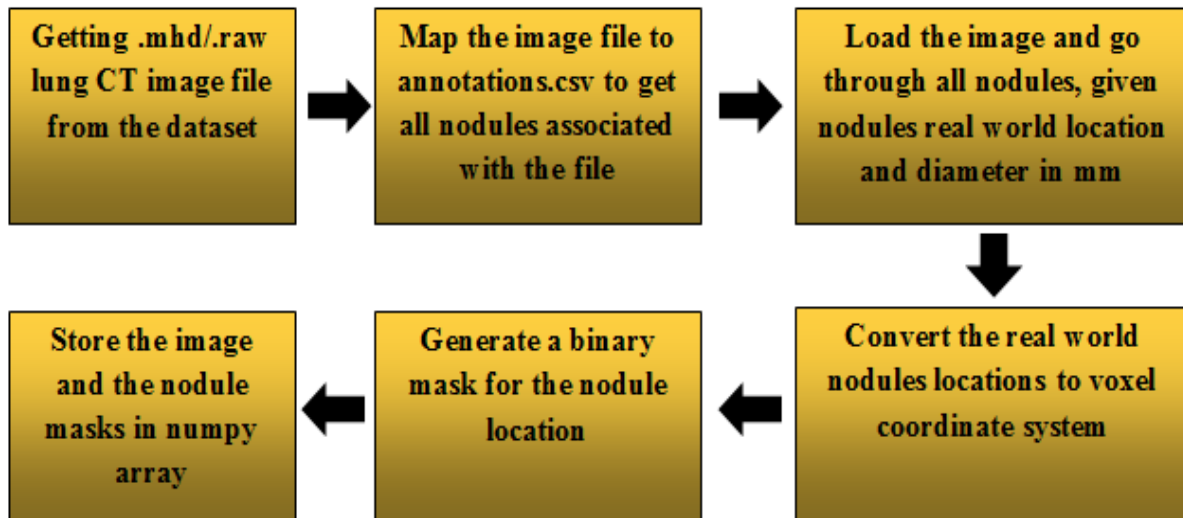 Getting .mhd/.raw
lung CT image file
from the dataset
Map the image file to
annotations.csv to get
all nodules associated
with the file
Load the image and go
through all nodules, given
nodules real world location
and diameter in mm
Convert the real world
nodules locations to voxel
coordinate system
Generate a binary
mask for the nodule
location
Store the image
and the nodule
masks in numpy
array